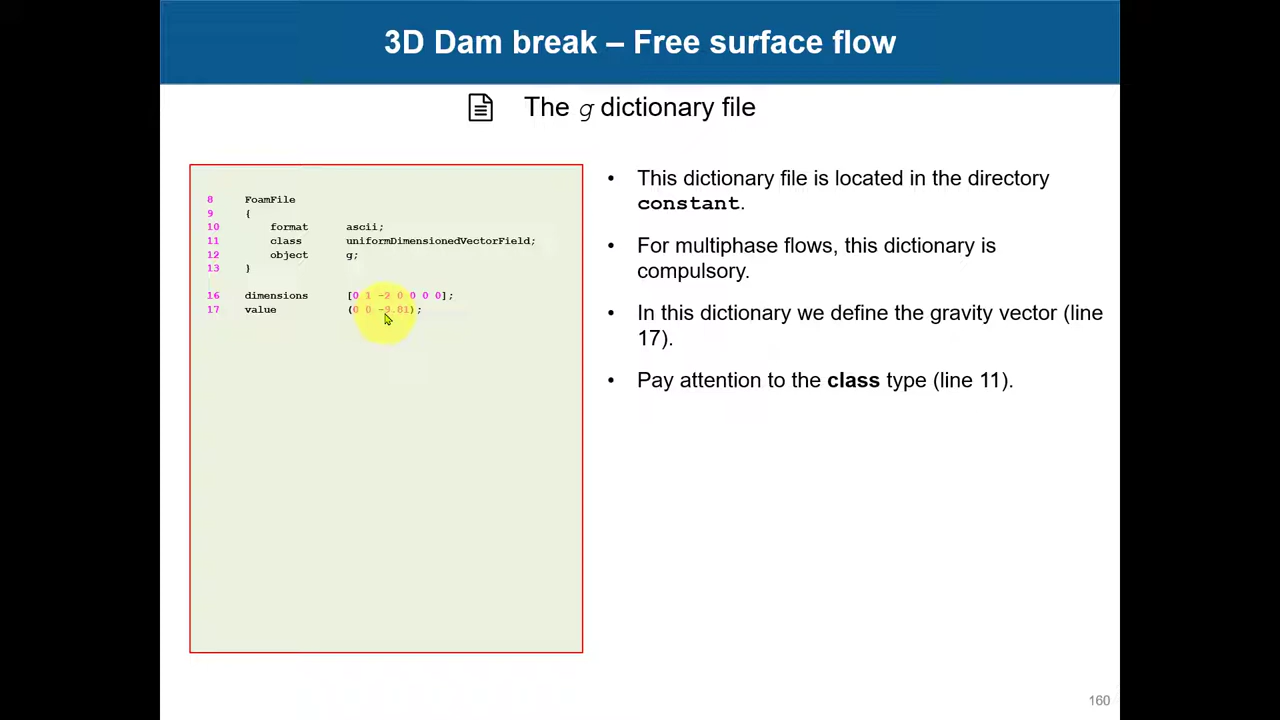 3D Dam break – Free surface flow
The g dictionary file
8 FoamFile
9 {
10 format ascii;
11 class uniformDimensionedVectorField;
12 object g;
13 }
16 dimensions [0 1 -2 0 0 0 0];
17 value (0 0 -9.81);
• This dictionary file is located in the directory
constant.
• For multiphase flows, this dictionary is
compulsory.
• In this dictionary we define the gravity vector (line
17).
• Pay attention to the class type (line 11).
160